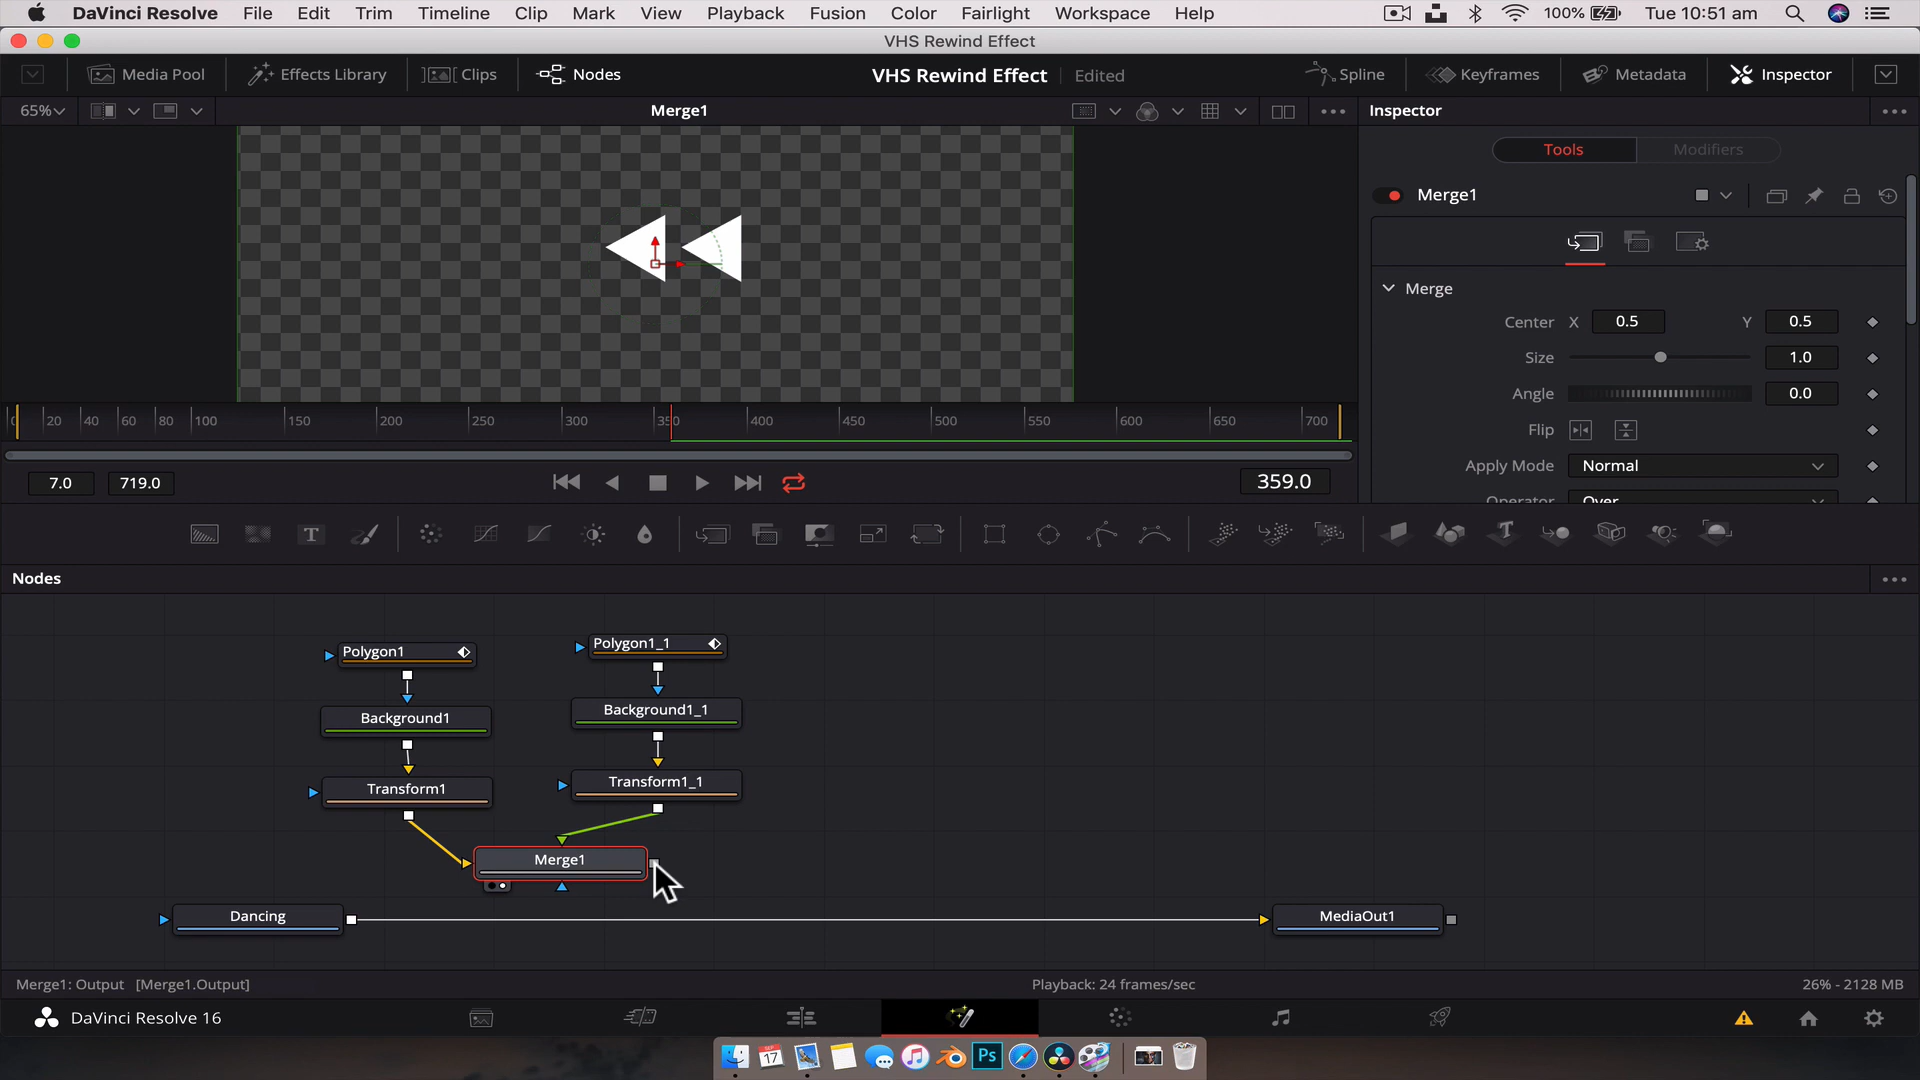 DaVinci Resolve File Edit Trim Timeline Clip Mark View Playback Fusion Color Fairlight Workspace Help 100% Tue 10:51 am
VHS Rewind Effect
Media Pool Effects Library Clips Nodes VHS Rewind Effect Edited Spline Keyframes Metadata Inspector
65% Merge1 Inspector
Tools Modifiers
Merge1
Merge
Center X 0.5 Y 0.5
Size 1.0
Angle 0.0
20 40 60 80 100 150 200 250 300 350 400 450 500 550 600 650 700
Flip
Apply Mode Normal
7.0 719.0 359.0
Operator Over
T T
Nodes
Polygon1 Polygon1_1
Background1 Background1_1
Transform1 Transform1_1
Merge1
Dancing MediaOut1
Merge1: Output [Merge1.Output] Playback: 24 frames/sec 26% - 2128 MB
DaVinci Resolve 16
SEP
17
Ps